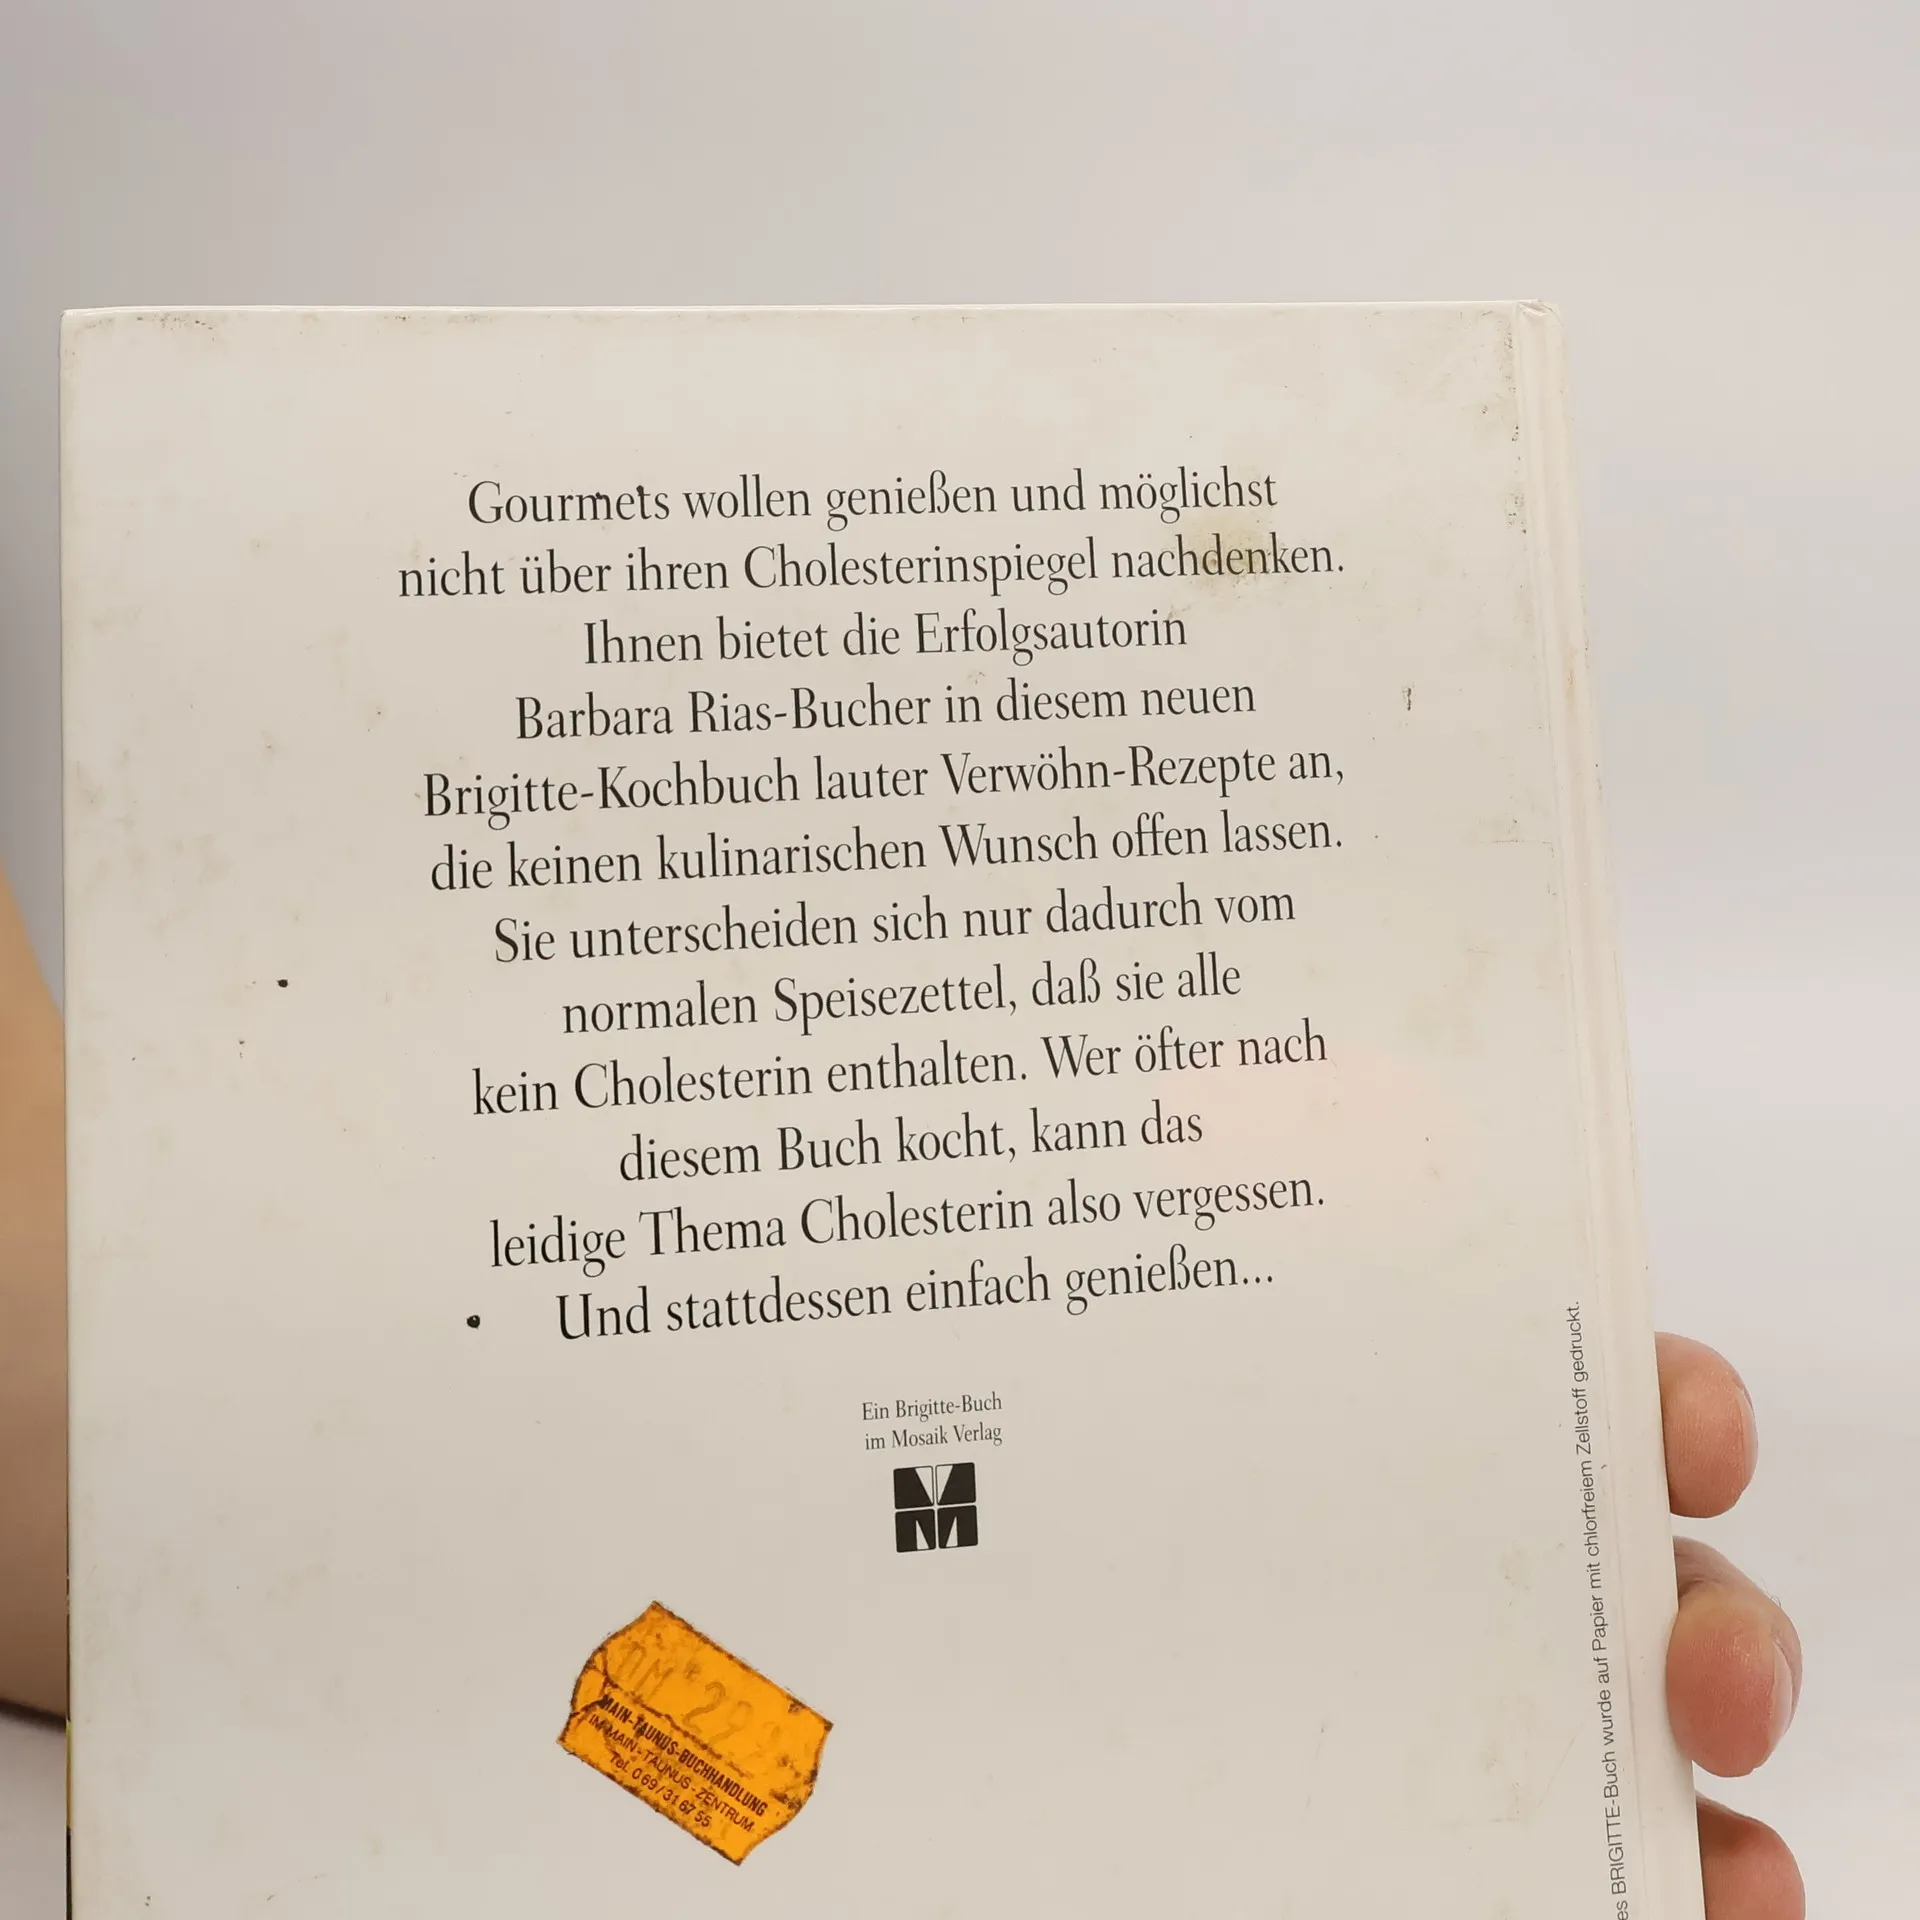 Gourmets wollen genießen und möglichst
nicht über ihren Cholesterinspiegel nachdenken.
Ihnen bietet die Erfolgsautorin
Barbara Rias-Bucher in diesem neuen
Brigitte-Kochbuch lauter Verwöhn-Rezepte an,
die keinen kulinarischen Wunsch offen lassen.
Sie unterscheiden sich nur dadurch vom
normalen Speisezettel, daß sie alle
kein Cholesterin enthalten. Wer öfter nach
diesem Buch kocht, kann das
leidige Thema Cholesterin also vergessen.
Und stattdessen einfach genießen...
Ein Brigitte-Buch
im Mosaik Verlag
DM
MAIN-TAUNUS-BUCHHANDLUNG
IM MAIN-TAUNUS-ZENTRUM
Tel. 069/316755
BRIGITTE-Buch wurde auf Papier mit chlorfreiem Zellstoff gedruckt.